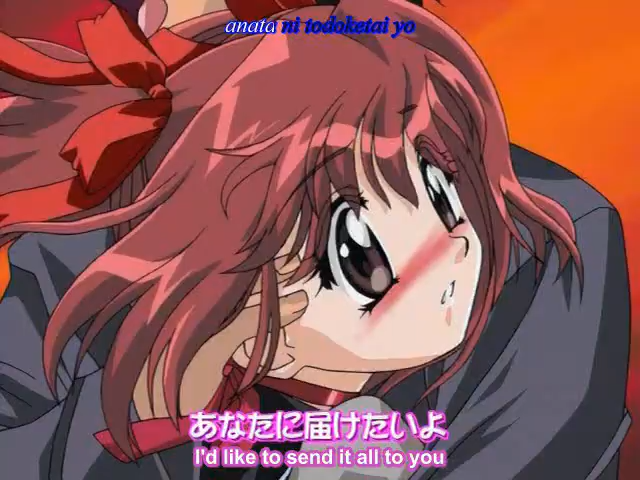 anata ni todoketai yo
あなたに届けたいよ
I'd like to send it all to you